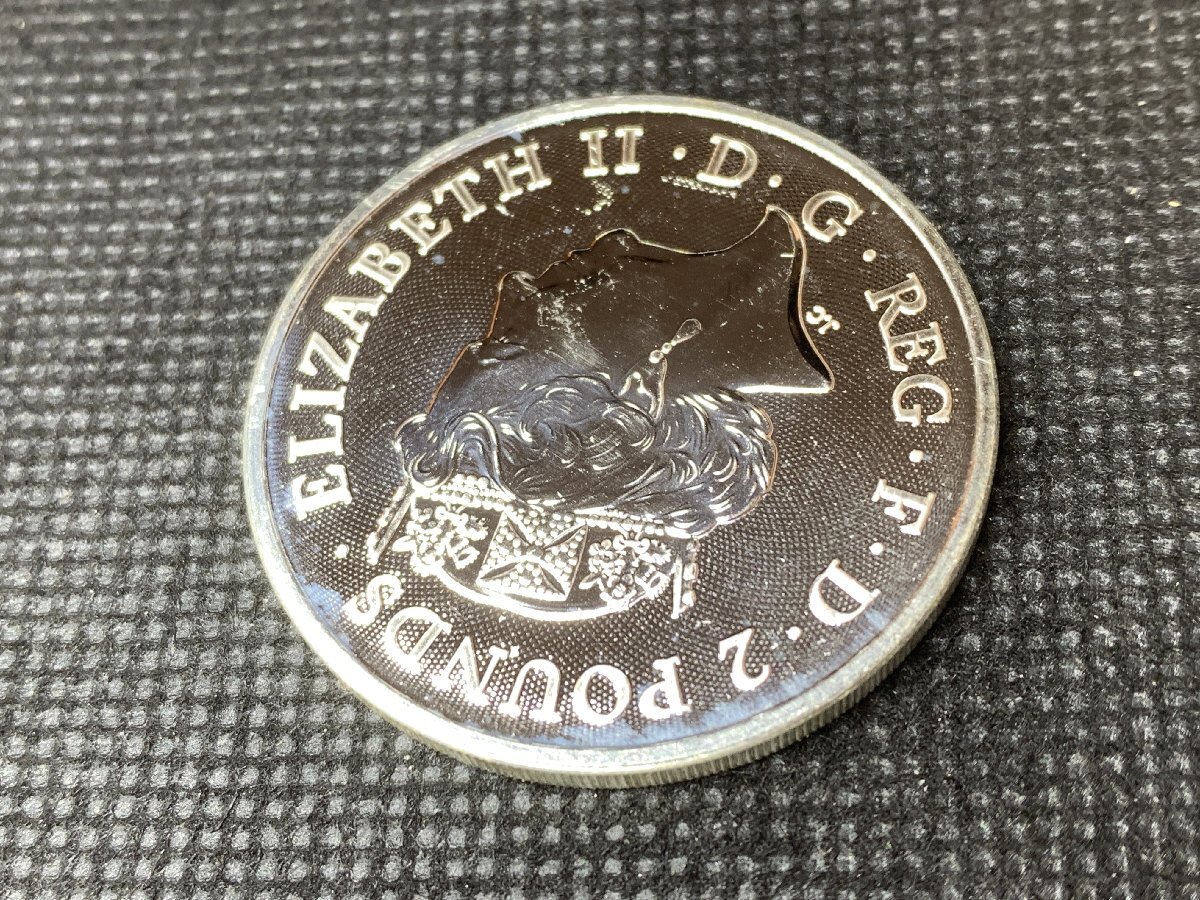 ELIZABETH II · D · G · REG · F · D · 2 POUNDS ·
JC